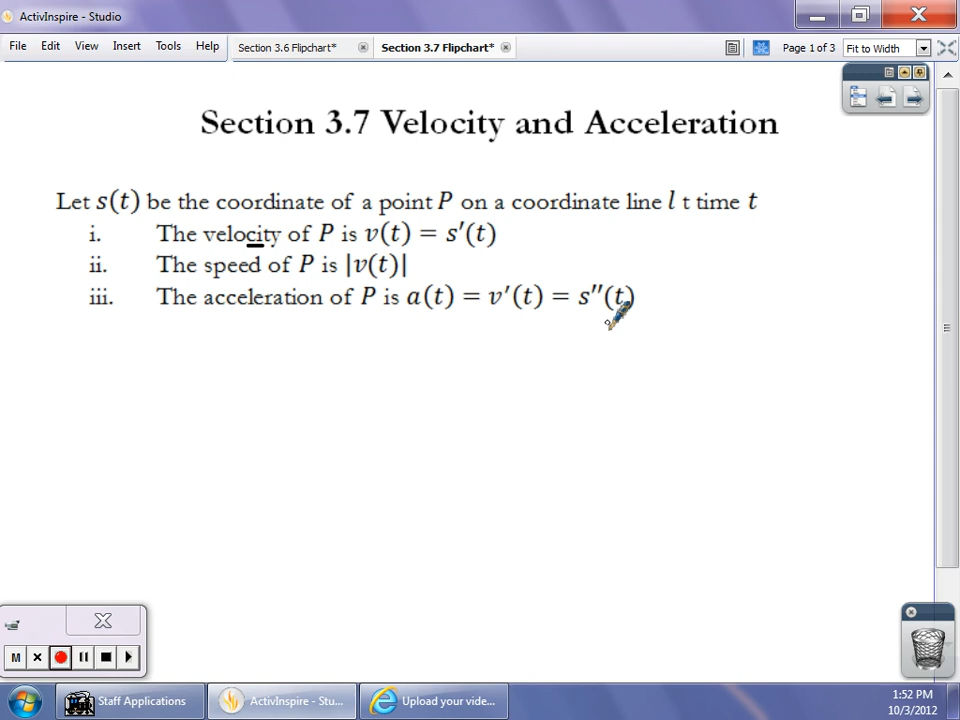 ActivInspire - Studio
File Edit View Insert Tools Help Section 3.6 Flipchart* Section 3.7 Flipchart* Page 1 of 3 Fit to Width
Section 3.7 Velocity and Acceleration
Let s(t) be the coordinate of a point P on a coordinate line l t time t
i. The velocity of P is v(t) = s′(t)
ii. The speed of P is |v(t)|
iii. The acceleration of P is a(t) = v′(t) = s′′(t)
M
Staff Applications ActivInspire - Stu... Upload your vide... 1:52 PM
10/3/2012